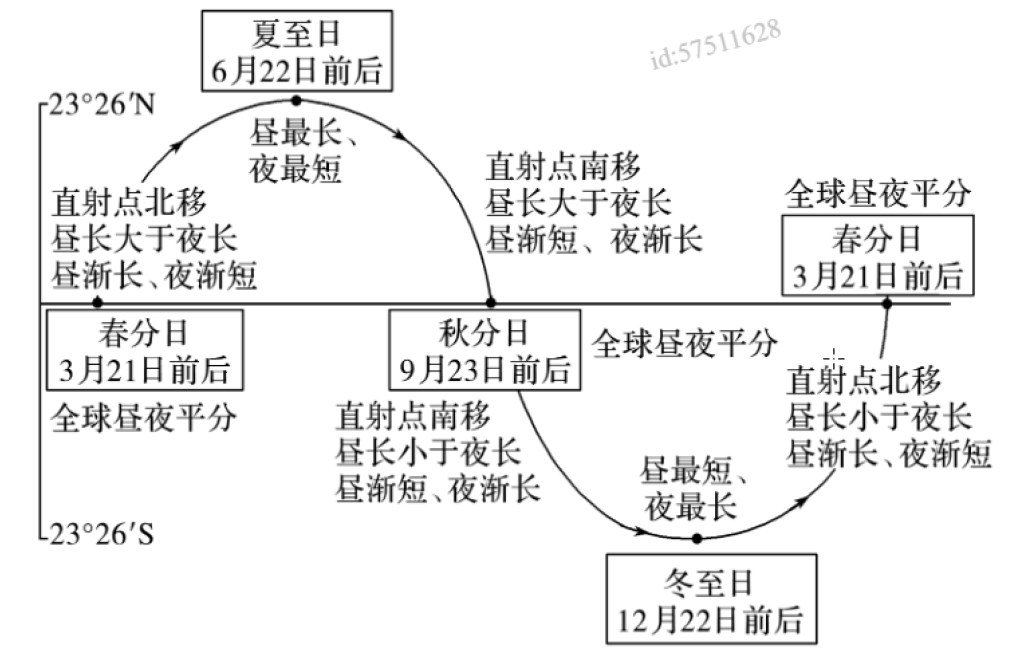 夏至日
6月22日前后
id:57511628
23°26′N
昼最长、
夜最短
直射点北移
昼长大于夜长
昼渐长、夜渐短
直射点南移
昼长大于夜长
昼渐短、夜渐长
全球昼夜平分
春分日
3月21日前后
春分日
3月21日前后
全球昼夜平分
秋分日
9月23日前后
全球昼夜平分
直射点南移
昼长小于夜长
昼渐短、夜渐长
直射点北移
昼长小于夜长
昼渐长、夜渐短
昼最短、
夜最长
23°26′S
冬至日
12月22日前后